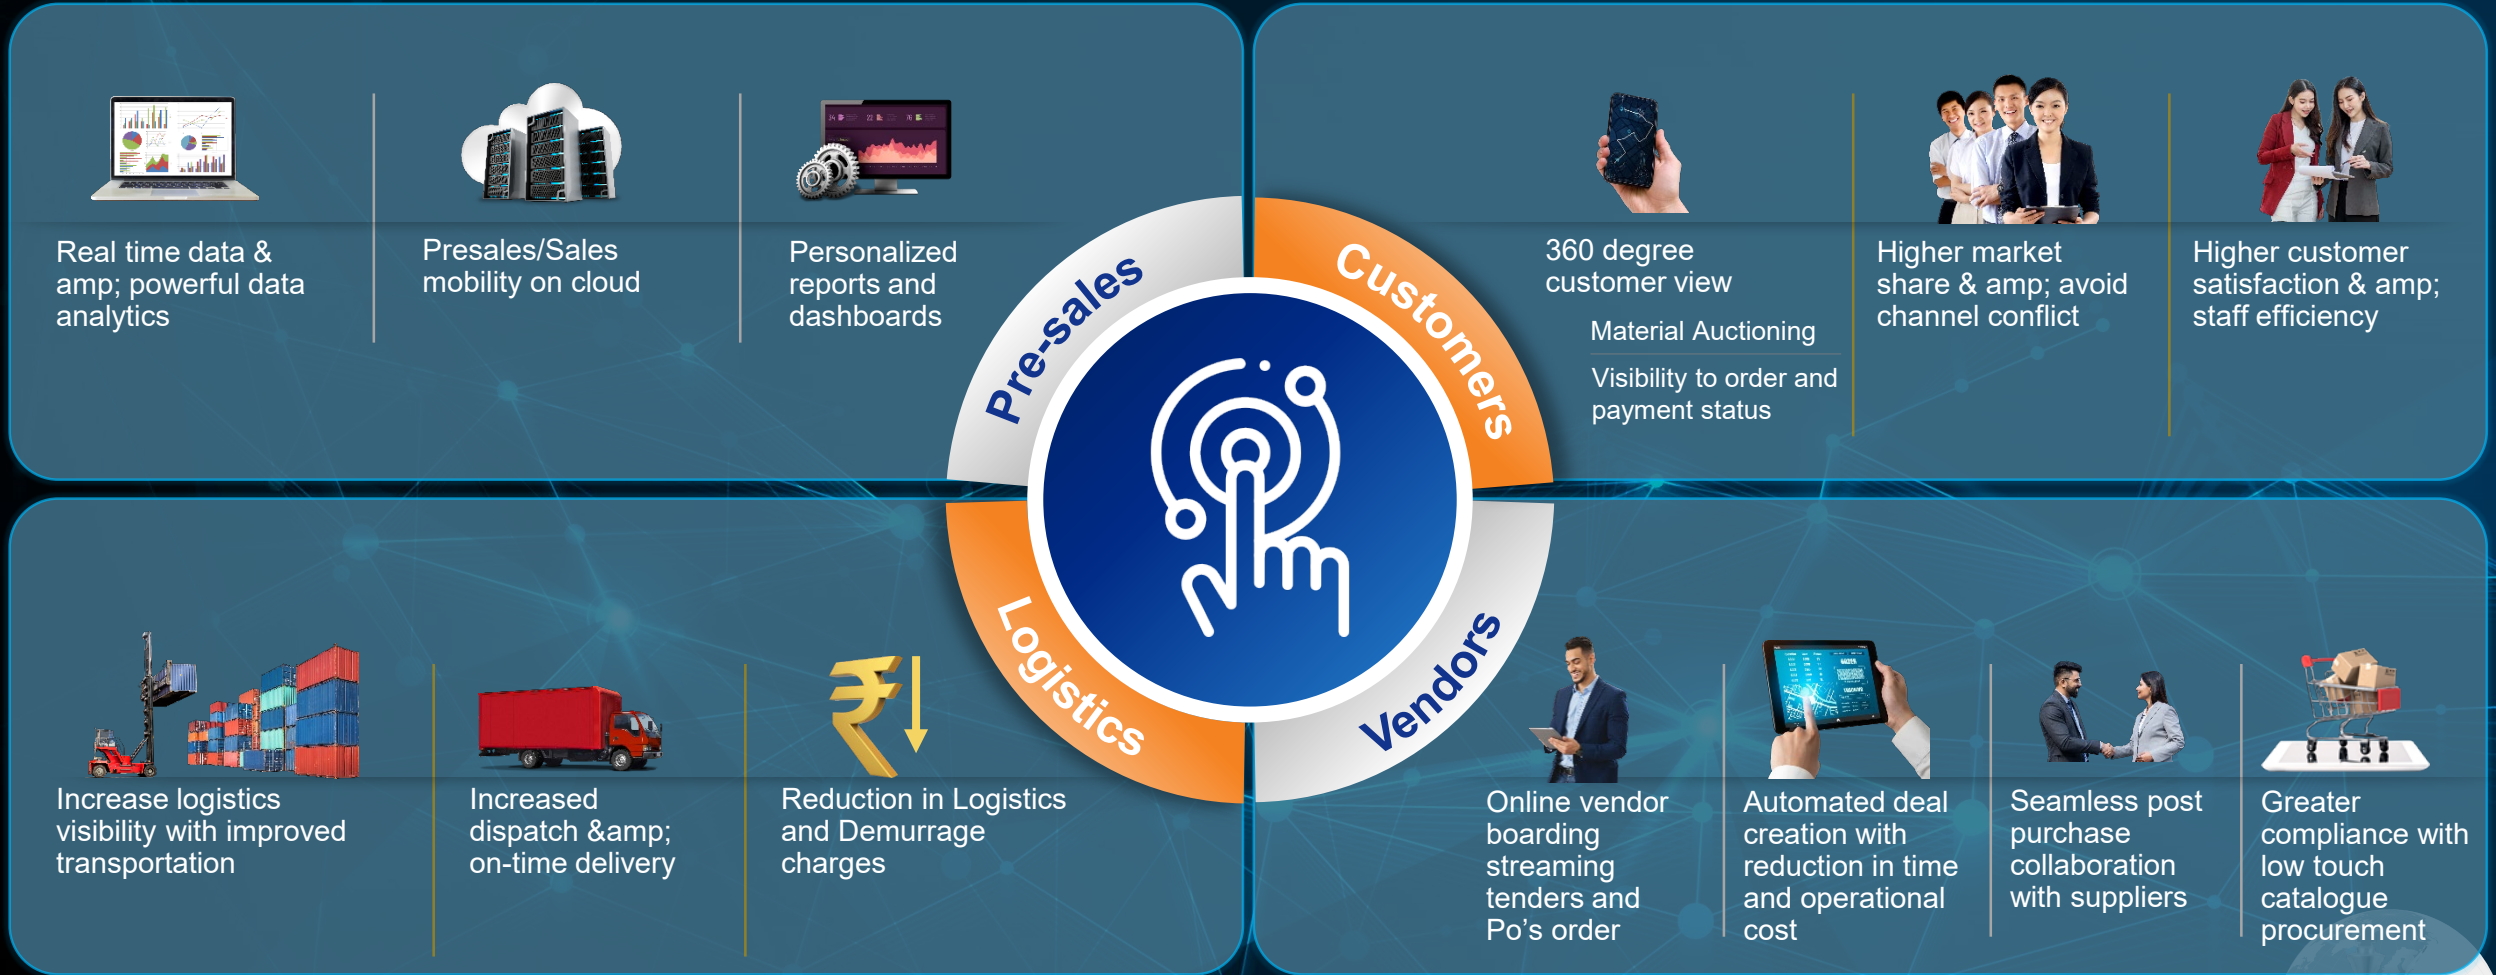 Real time data &
amp; powerful data
analytics
Presales/Sales
mobility on cloud
Personalized
reports and
dashboards
Pre-sales
Customers
360 degree
customer view
Material Auctioning
Visibility to order and
payment status
Higher market
share & amp; avoid
channel conflict
Higher customer
satisfaction & amp;
staff efficiency
Logistics
Increase logistics
visibility with improved
transportation
Increased
dispatch &amp;
on-time delivery
Reduction in Logistics
and Demurrage
charges
Vendors
Online vendor
boarding
streaming
tenders and
Po’s order
Automated deal
creation with
reduction in time
and operational
cost
Seamless post
purchase
collaboration
with suppliers
Greater
compliance with
low touch
catalogue
procurement